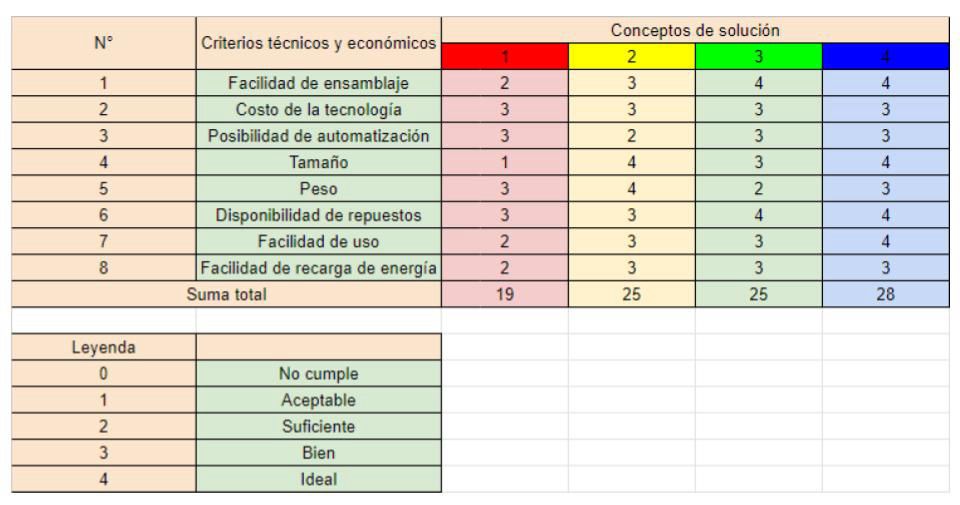 N° Criterios técnicos y económicos Conceptos de solución
1 2 3 4
1 Facilidad de ensamblaje 2 3 4 4
2 Costo de la tecnología 3 3 3 3
3 Posibilidad de automatización 3 2 3 3
4 Tamaño 1 4 3 4
5 Peso 3 4 2 3
6 Disponibilidad de repuestos 3 3 4 4
7 Facilidad de uso 2 3 3 4
8 Facilidad de recarga de energía 2 3 3 3
Suma total 19 25 25 28
Leyenda
0 No cumple
1 Aceptable
2 Suficiente
3 Bien
4 Ideal